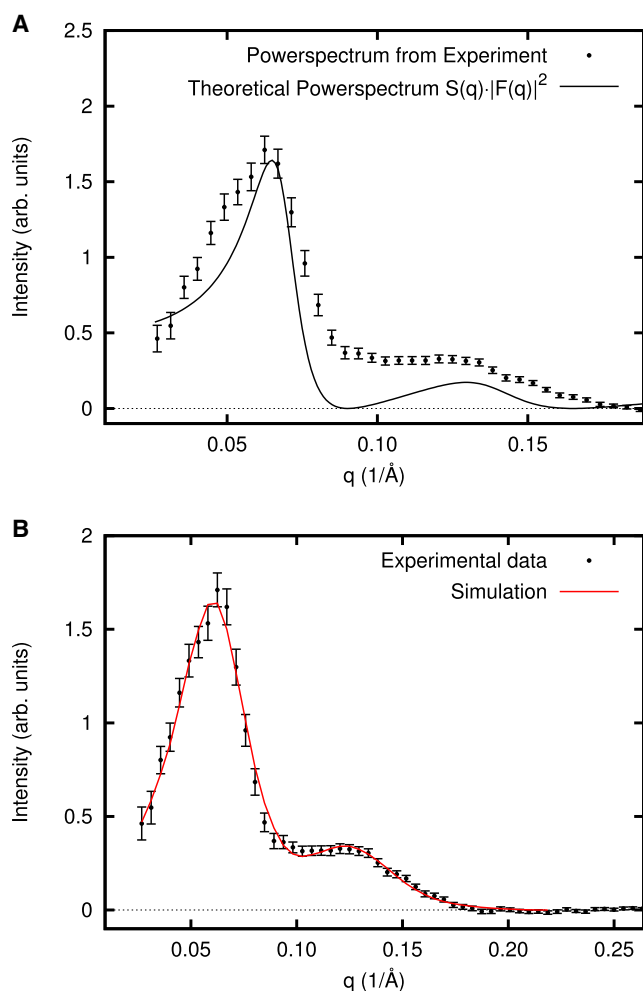 A
2.5
Powerspectrum from Experiment
Theoretical Powerspectrum S(q)·|F(q)|²
2
1.5
1
0.5
0
Intensity (arb. units)
0.05 0.10 0.15
q (1/Å)
B
2
Experimental data
Simulation
1.5
1
0.5
0
Intensity (arb. units)
0.05 0.10 0.15 0.20 0.25
q (1/Å)